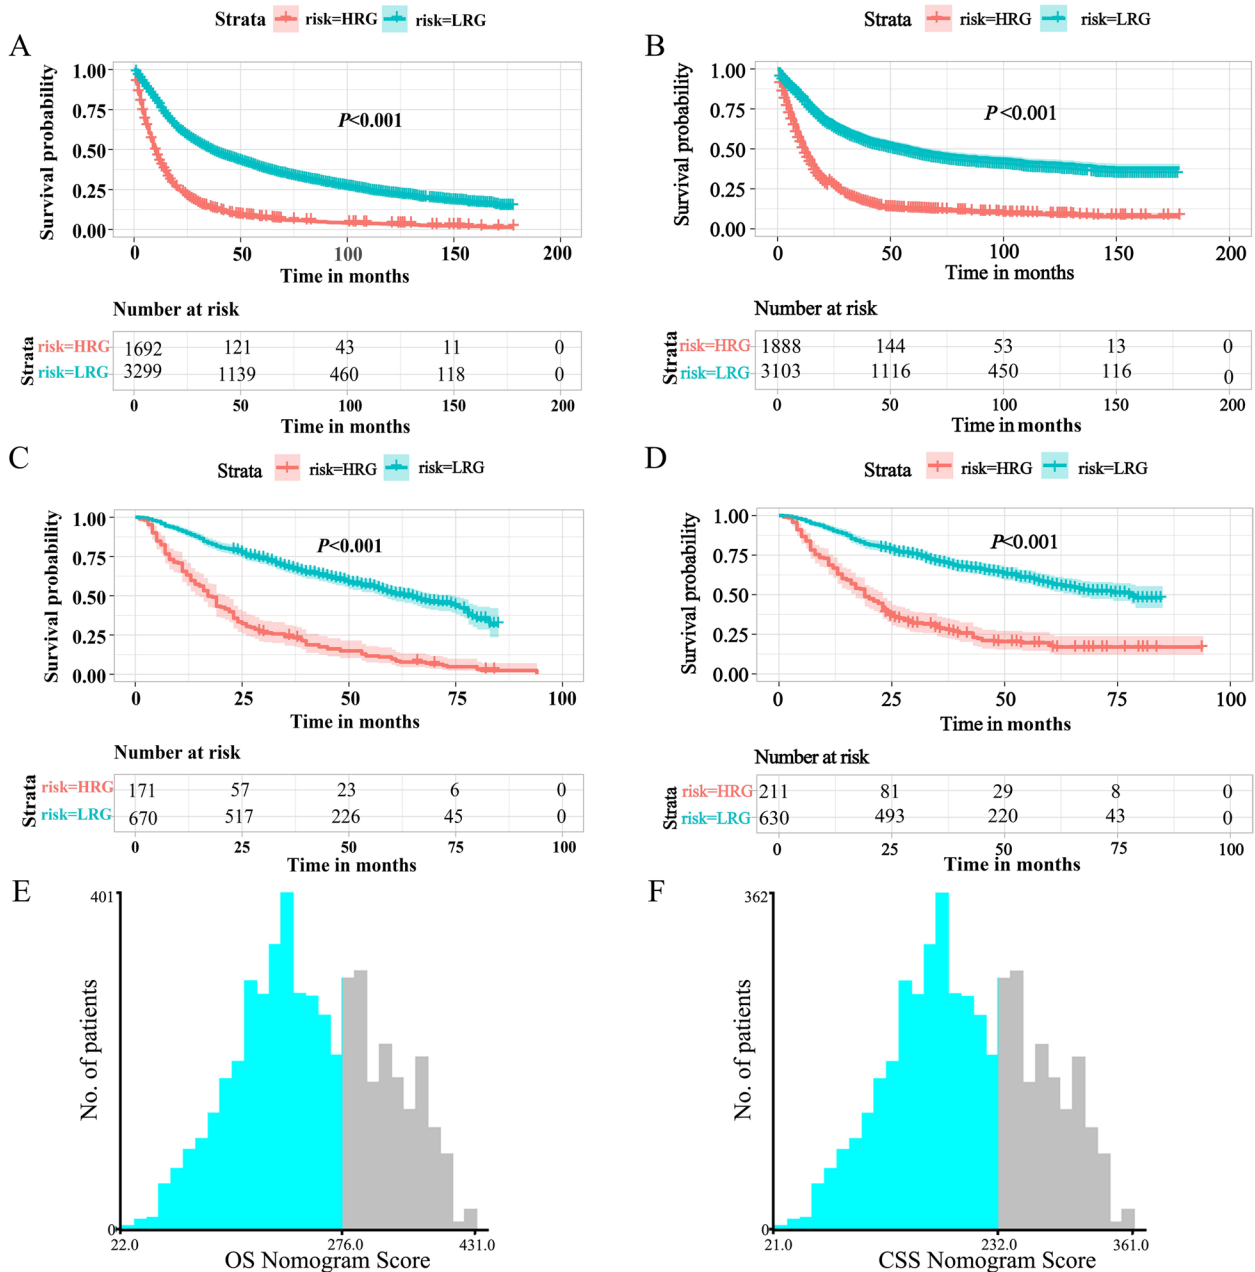 Strata risk=HRG risk=LRG
A
Survival probability
1.00
0.75
0.50
0.25
0.00
P<0.001
0 50 100 150 200
Time in months
Number at risk
Strata
risk=HRG 1692 121 43 11 0
risk=LRG 3299 1139 460 118 0
0 50 100 150 200
Time in months
Strata risk=HRG risk=LRG
B
Survival probability
1.00
0.75
0.50
0.25
0.00
P<0.001
0 50 100 150 200
Time in months
Number at risk
Strata
risk=HRG 1888 144 53 13 0
risk=LRG 3103 1116 450 116 0
0 50 100 150 200
Time in months
C
Strata risk=HRG risk=LRG
Survival probability
1.00
0.75
0.50
0.25
0.00
P<0.001
0 25 50 75 100
Time in months
Number at risk
Strata
risk=HRG 171 57 23 6 0
risk=LRG 670 517 226 45 0
0 25 50 75 100
Time in months
D
Strata risk=HRG risk=LRG
Survival probability
1.00
0.75
0.50
0.25
0.00
P<0.001
0 25 50 75 100
Time in months
Number at risk
Strata
risk=HRG 211 81 29 8 0
risk=LRG 630 493 220 43 0
0 25 50 75 100
Time in months
E
401
No. of patients
0
22.0 276.0 431.0
OS Nomogram Score
F
362
No. of patients
0
21.0 232.0 361.0
CSS Nomogram Score